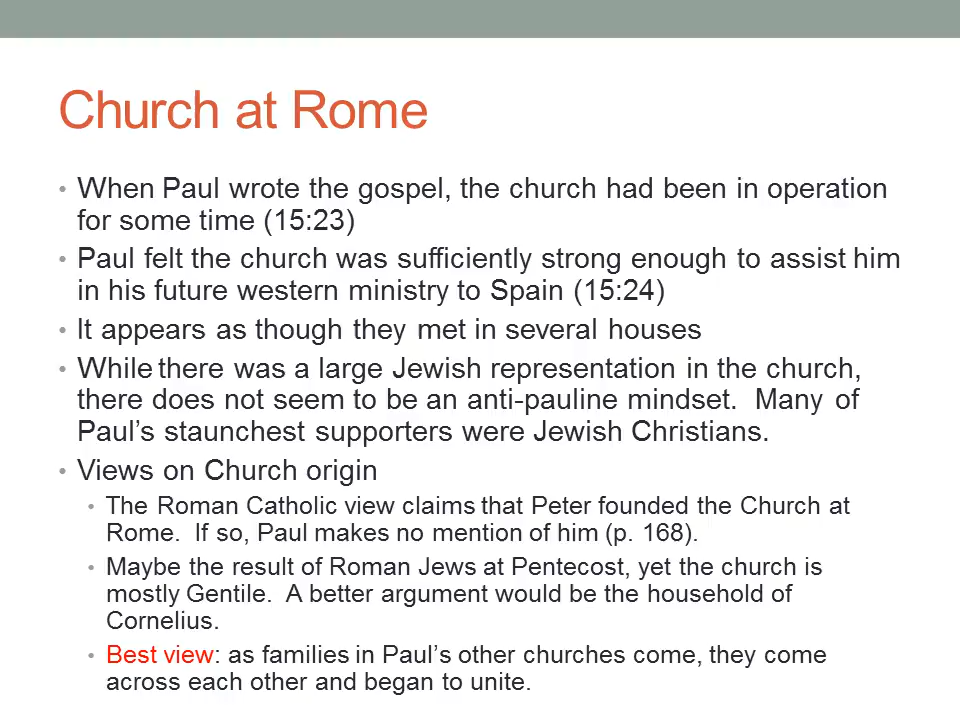 Church at Rome
• When Paul wrote the gospel, the church had been in operation
for some time (15:23)
• Paul felt the church was sufficiently strong enough to assist him
in his future western ministry to Spain (15:24)
• It appears as though they met in several houses
• While there was a large Jewish representation in the church,
there does not seem to be an anti-pauline mindset.  Many of
Paul’s staunchest supporters were Jewish Christians.
• Views on Church origin
• The Roman Catholic view claims that Peter founded the Church at
Rome.  If so, Paul makes no mention of him (p. 168).
• Maybe the result of Roman Jews at Pentecost, yet the church is
mostly Gentile.  A better argument would be the household of
Cornelius.
• Best view: as families in Paul’s other churches come, they come
across each other and began to unite.